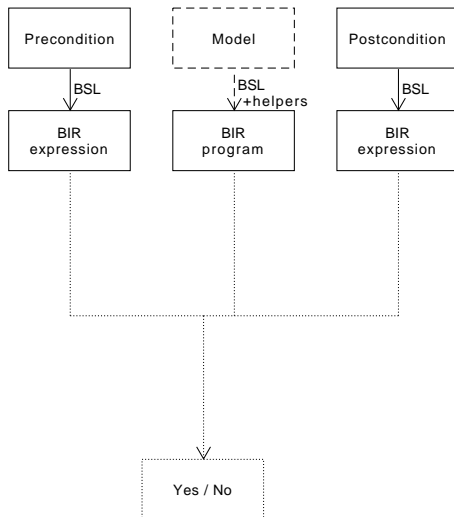 Precondition
Model
Postcondition
BSL
BSL
+helpers
BSL
BIR
expression
BIR
program
BIR
expression
Yes / No